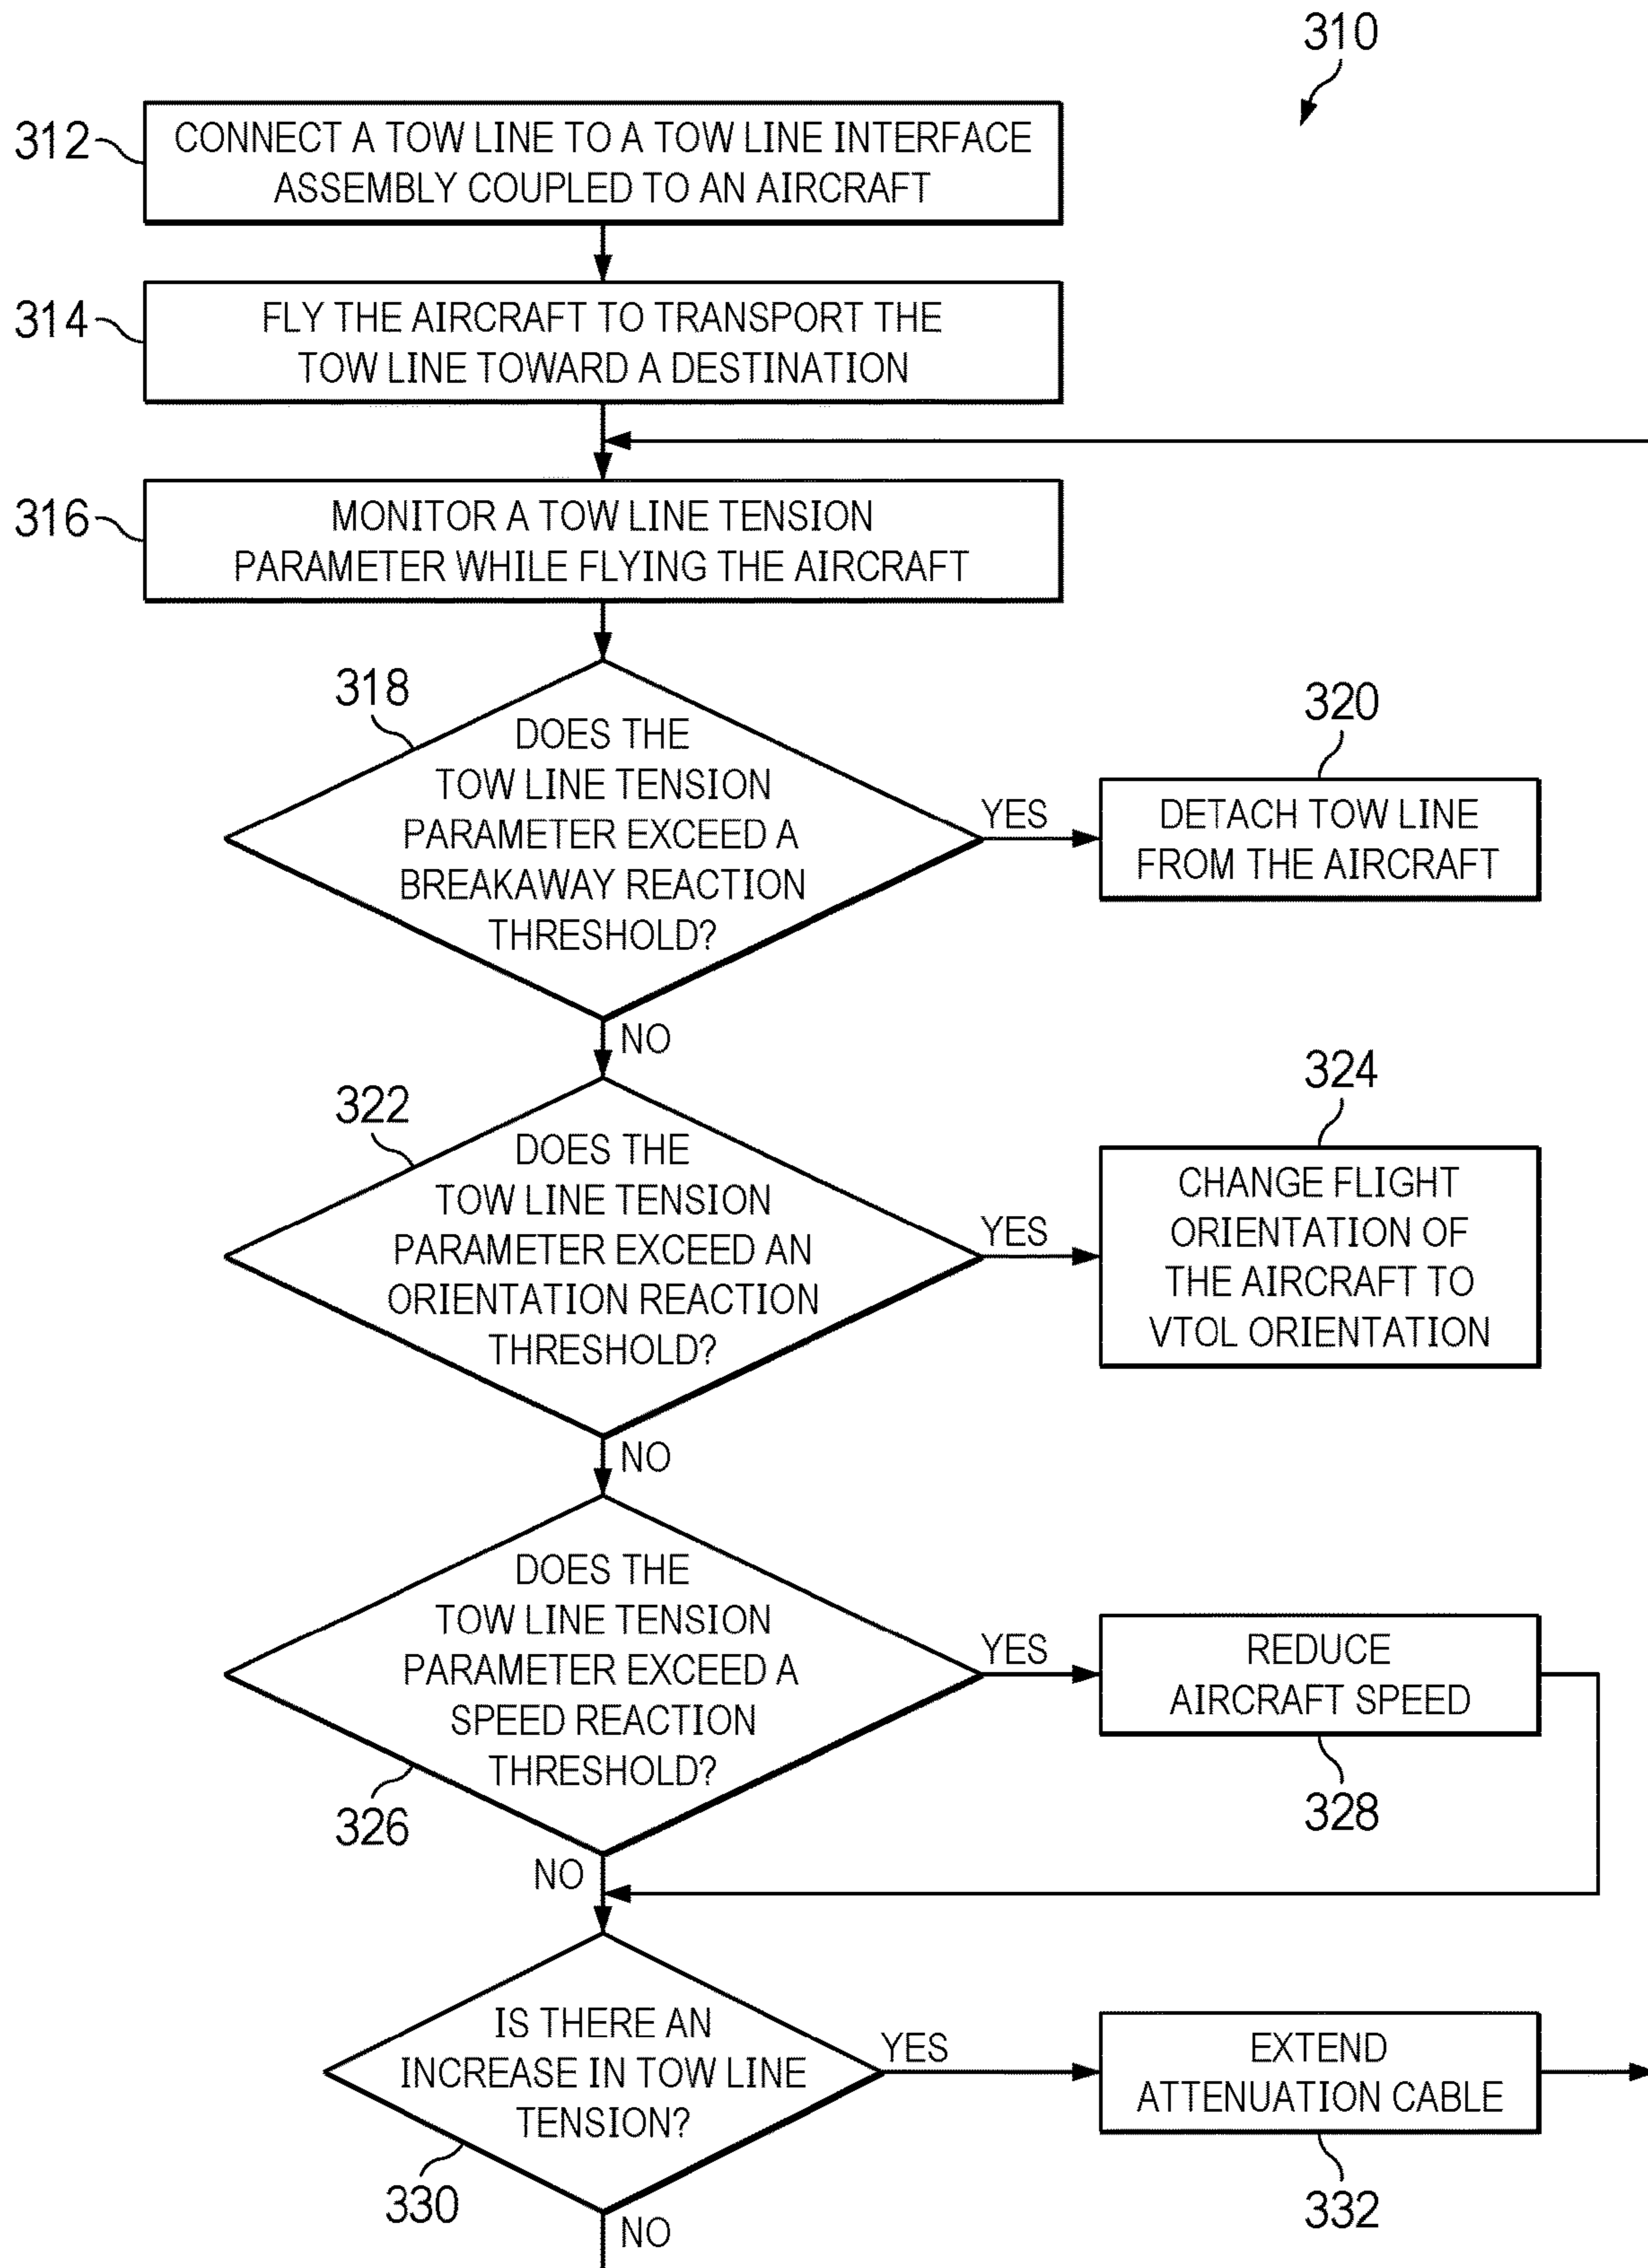 310
312
CONNECT A TOW LINE TO A TOW LINE INTERFACE
ASSEMBLY COUPLED TO AN AIRCRAFT
314
FLY THE AIRCRAFT TO TRANSPORT THE
TOW LINE TOWARD A DESTINATION
316
MONITOR A TOW LINE TENSION
PARAMETER WHILE FLYING THE AIRCRAFT
318
DOES THE
TOW LINE TENSION
PARAMETER EXCEED A
BREAKAWAY REACTION
THRESHOLD?
YES
320
DETACH TOW LINE
FROM THE AIRCRAFT
NO
322
DOES THE
TOW LINE TENSION
PARAMETER EXCEED AN
ORIENTATION REACTION
THRESHOLD?
YES
324
CHANGE FLIGHT
ORIENTATION OF
THE AIRCRAFT TO
VTOL ORIENTATION
NO
DOES THE
TOW LINE TENSION
PARAMETER EXCEED A
SPEED REACTION
THRESHOLD?
326
YES
REDUCE
AIRCRAFT SPEED
328
NO
IS THERE AN
INCREASE IN TOW LINE
TENSION?
330
YES
EXTEND
ATTENUATION CABLE
332
NO